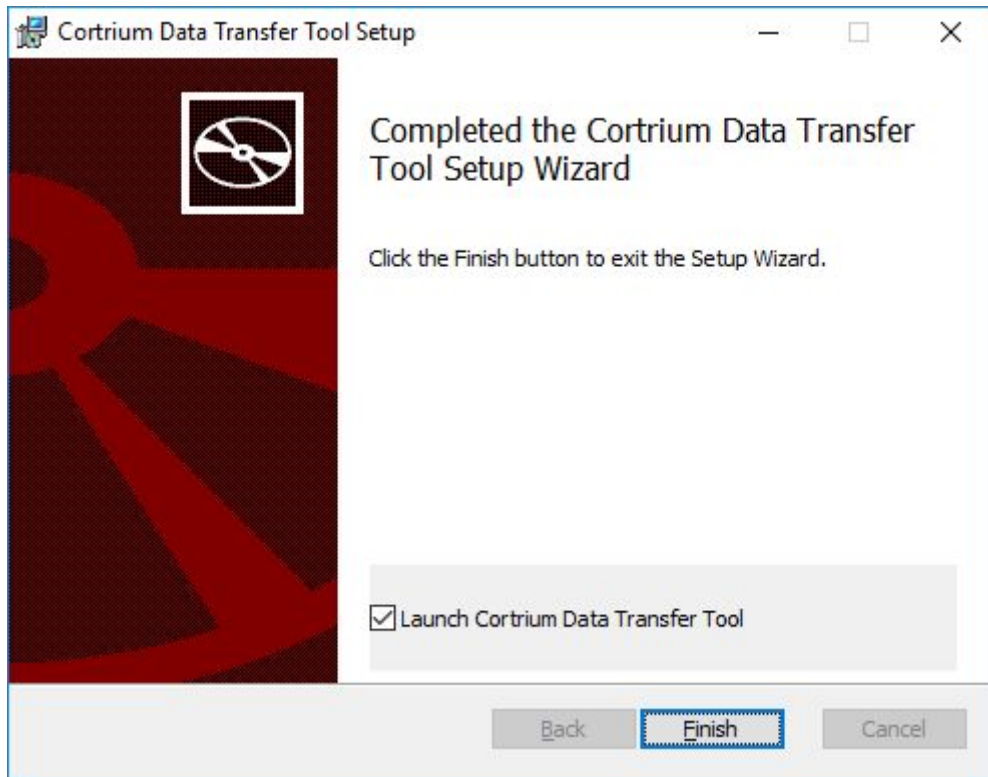 Cortrium Data Transfer Tool Setup
Completed the Cortrium Data Transfer
Tool Setup Wizard
Click the Finish button to exit the Setup Wizard.
Launch Cortrium Data Transfer Tool
Back Finish Cancel